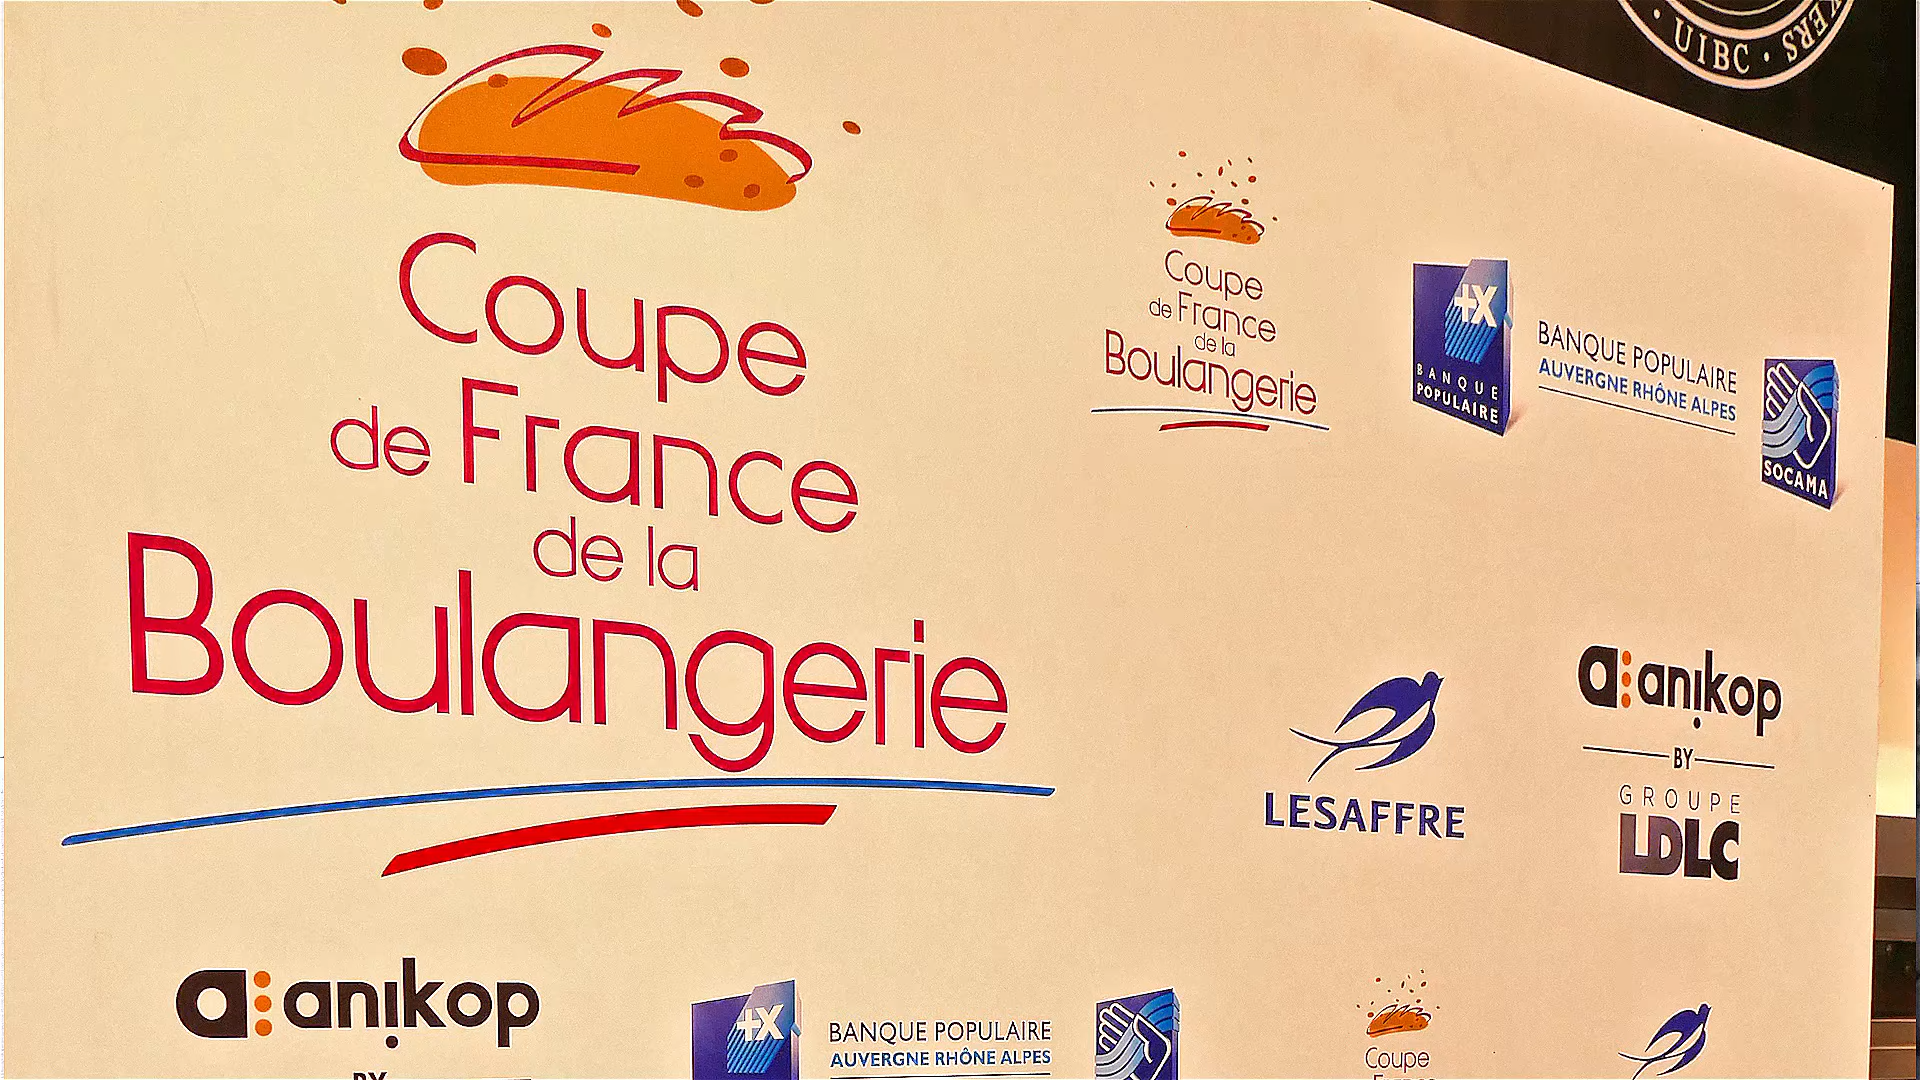 UIBC
Coupe
de France
de la
Boulangerie
Coupe
de France
de la
Boulangerie
+X
BANQUE
POPULAIRE
BANQUE POPULAIRE
AUVERGNE RHÔNE ALPES
SOCAMA
LESAFFRE
a:anikop
BY
GROUPE
LDLC
a:anikop
BY
+X
BANQUE POPULAIRE
AUVERGNE RHÔNE ALPES
Coupe